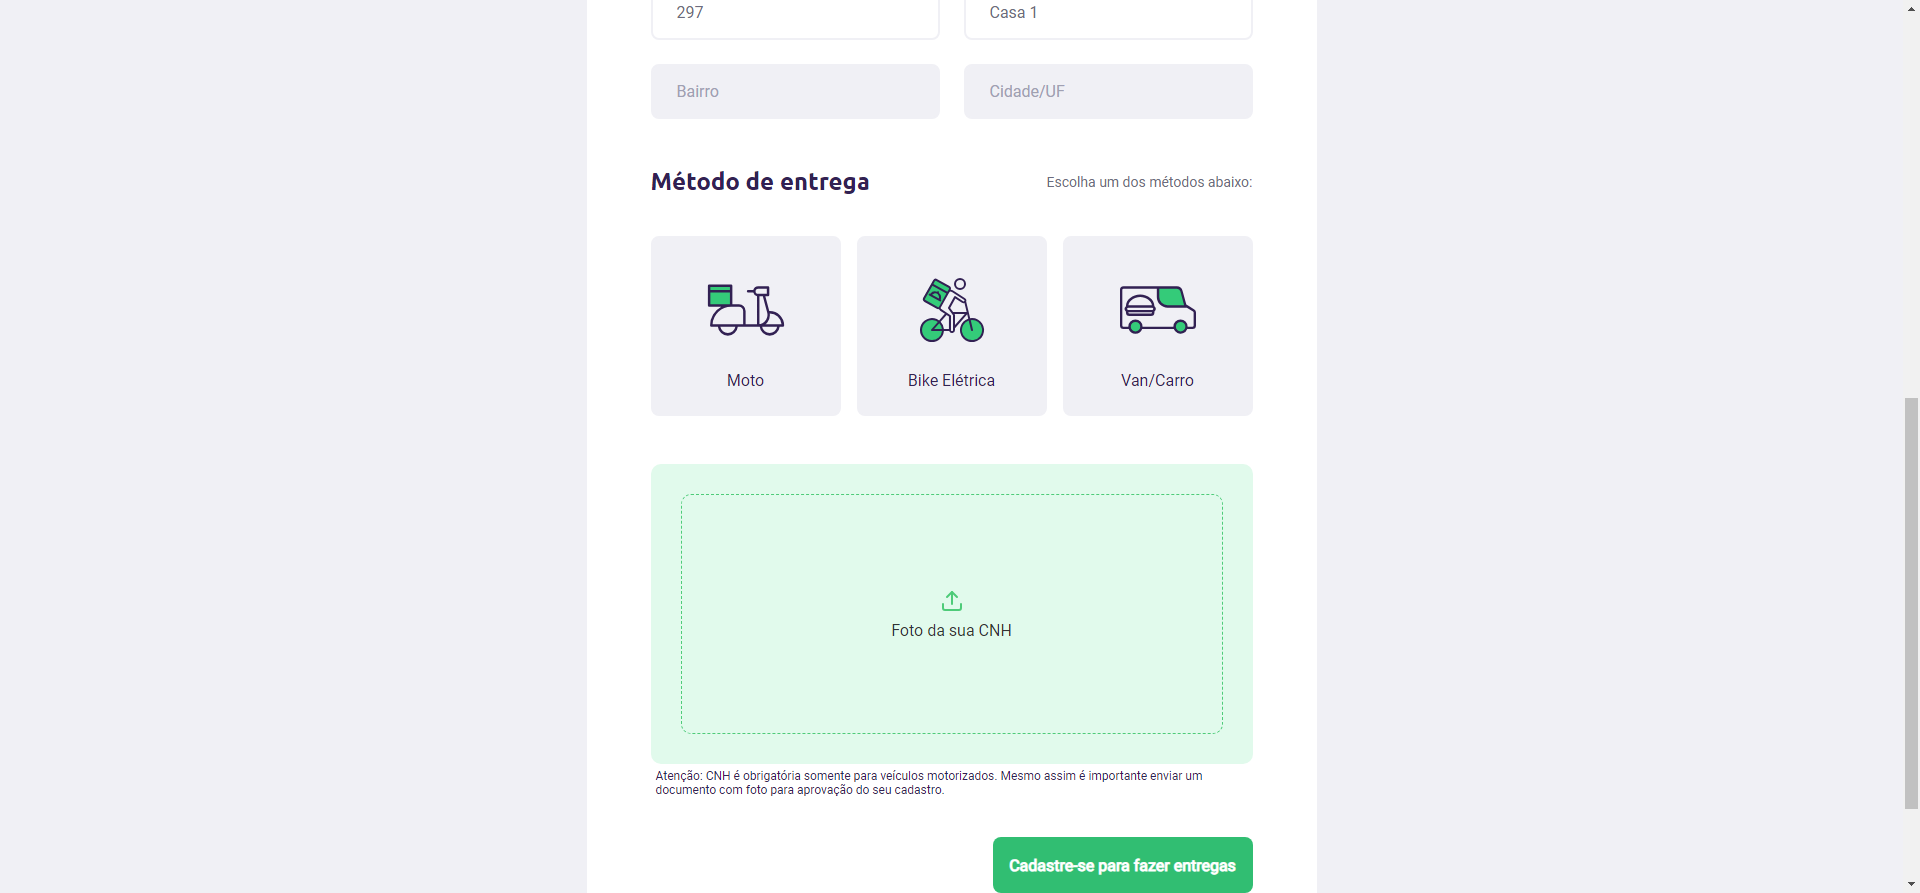 297
Casa 1
Bairro
Cidade/UF
Método de entrega
Escolha um dos métodos abaixo:
Moto
Bike Elétrica
Van/Carro
Foto da sua CNH
Atenção: CNH é obrigatória somente para veículos motorizados. Mesmo assim é importante enviar um
documento com foto para aprovação do seu cadastro.
Cadastre-se para fazer entregas